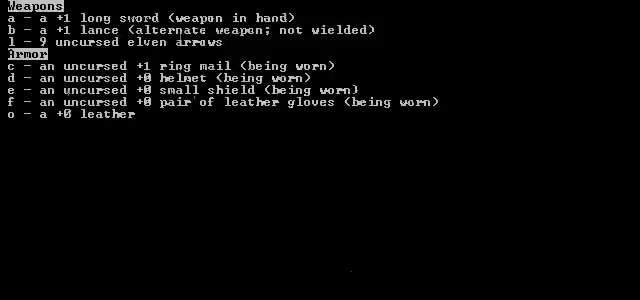 Weapons
a - a +1 long sword (weapon in hand)
b - a +1 lance (alternate weapon; not wielded)
l - 9 uncursed elven arrows
Armor
c - an uncursed +1 ring mail (being worn)
d - an uncursed +0 helmet (being worn)
e - an uncursed +0 small shield (being worn)
f - an uncursed +0 pair of leather gloves (being worn)
o - a +0 leather